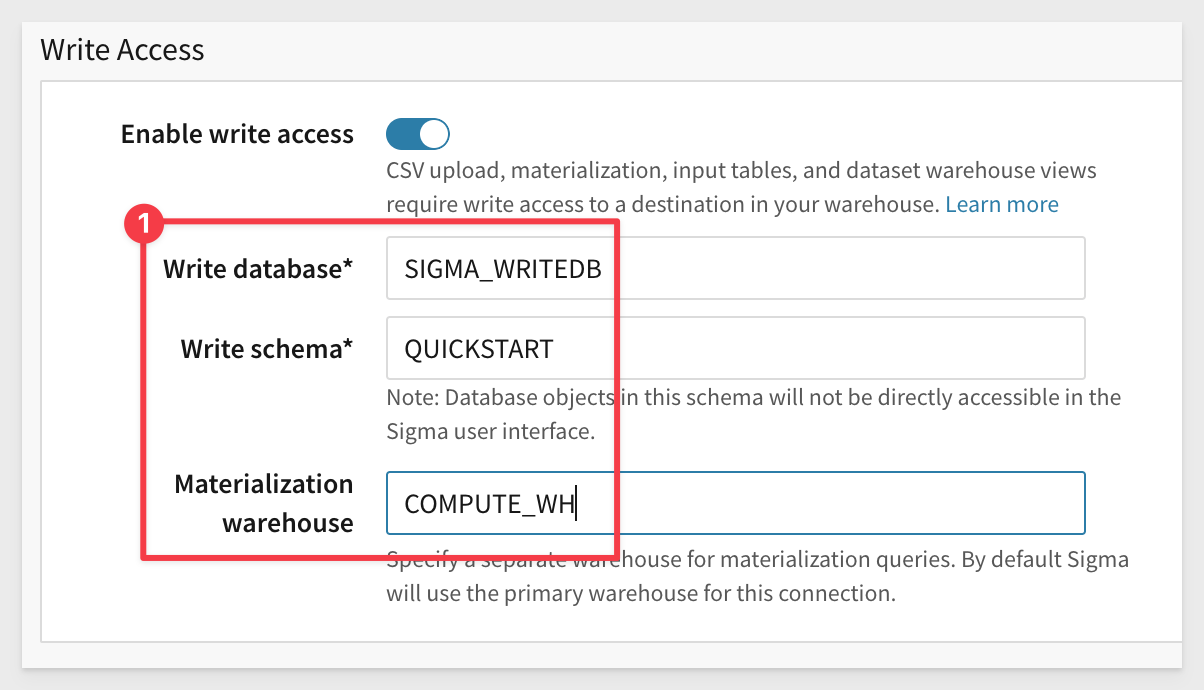 Write Access
Enable write access
CSV upload, materialization, input tables, and dataset warehouse views
require write access to a destination in your warehouse. Learn more
1
Write database* SIGMA_WRITEDB
Write schema* QUICKSTART
Note: Database objects in this schema will not be directly accessible in the
Sigma user interface.
Materialization
warehouse
COMPUTE_WH
Specify a separate warehouse for materialization queries. By default Sigma
will use the primary warehouse for this connection.